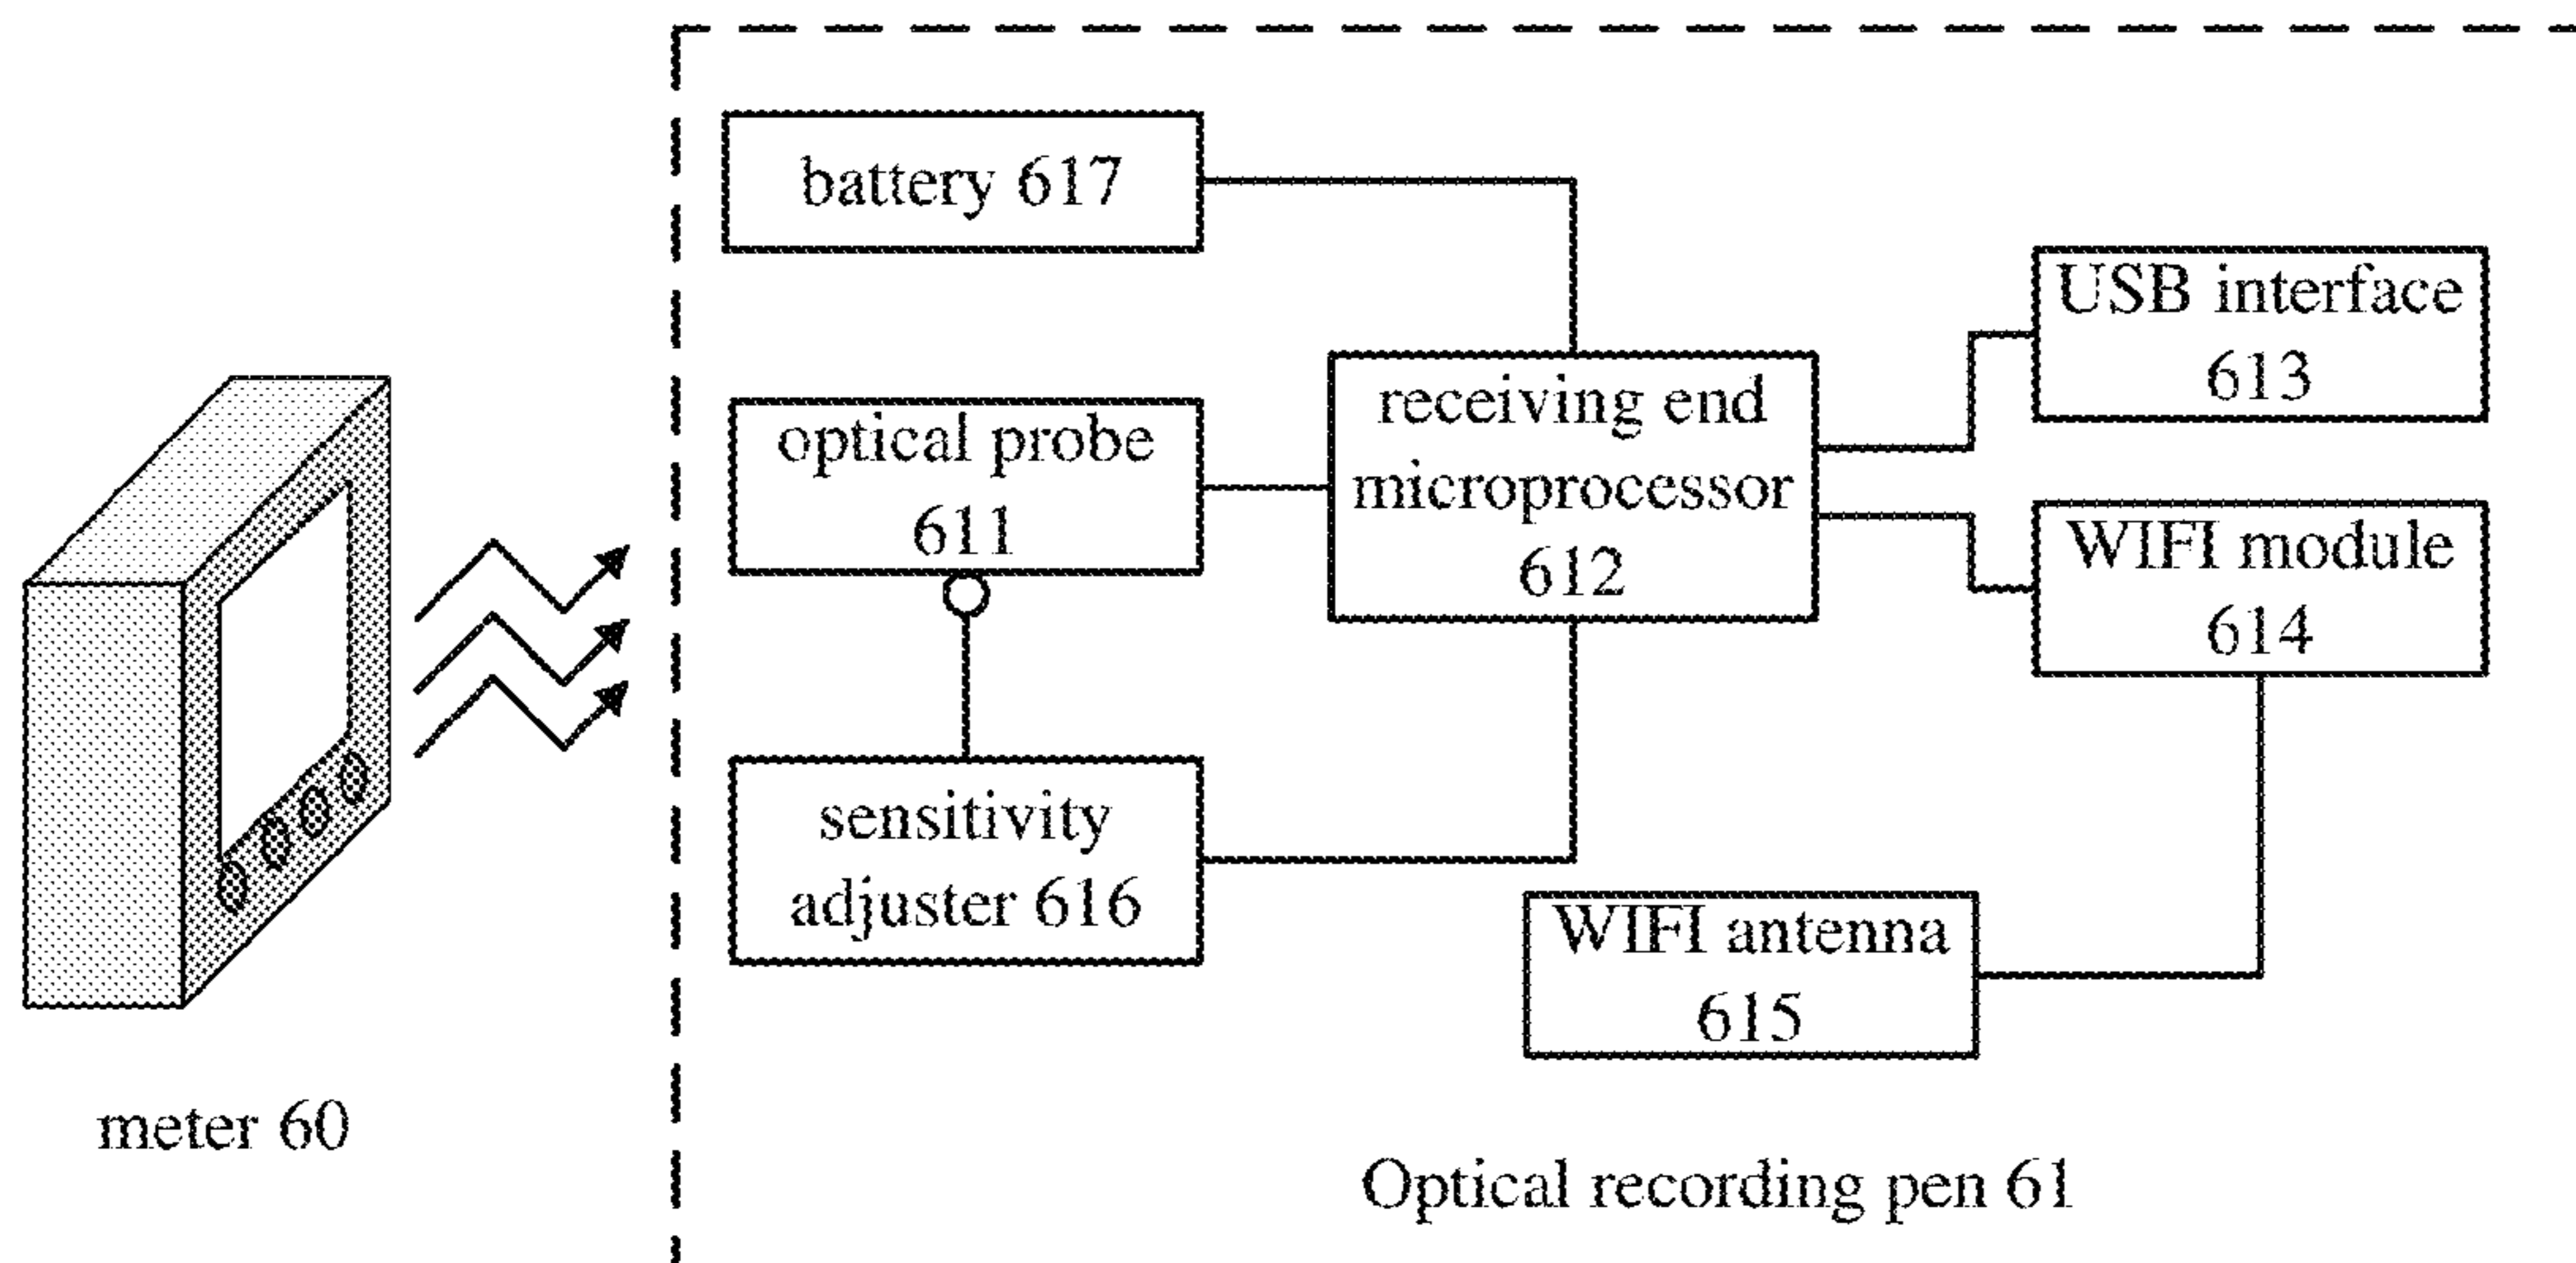 battery 617
optical probe
611
sensitivity
adjuster 616
receiving end
microprocessor
612
USB interface
613
WIFI module
614
WIFI antenna
615
meter 60
Optical recording pen 61